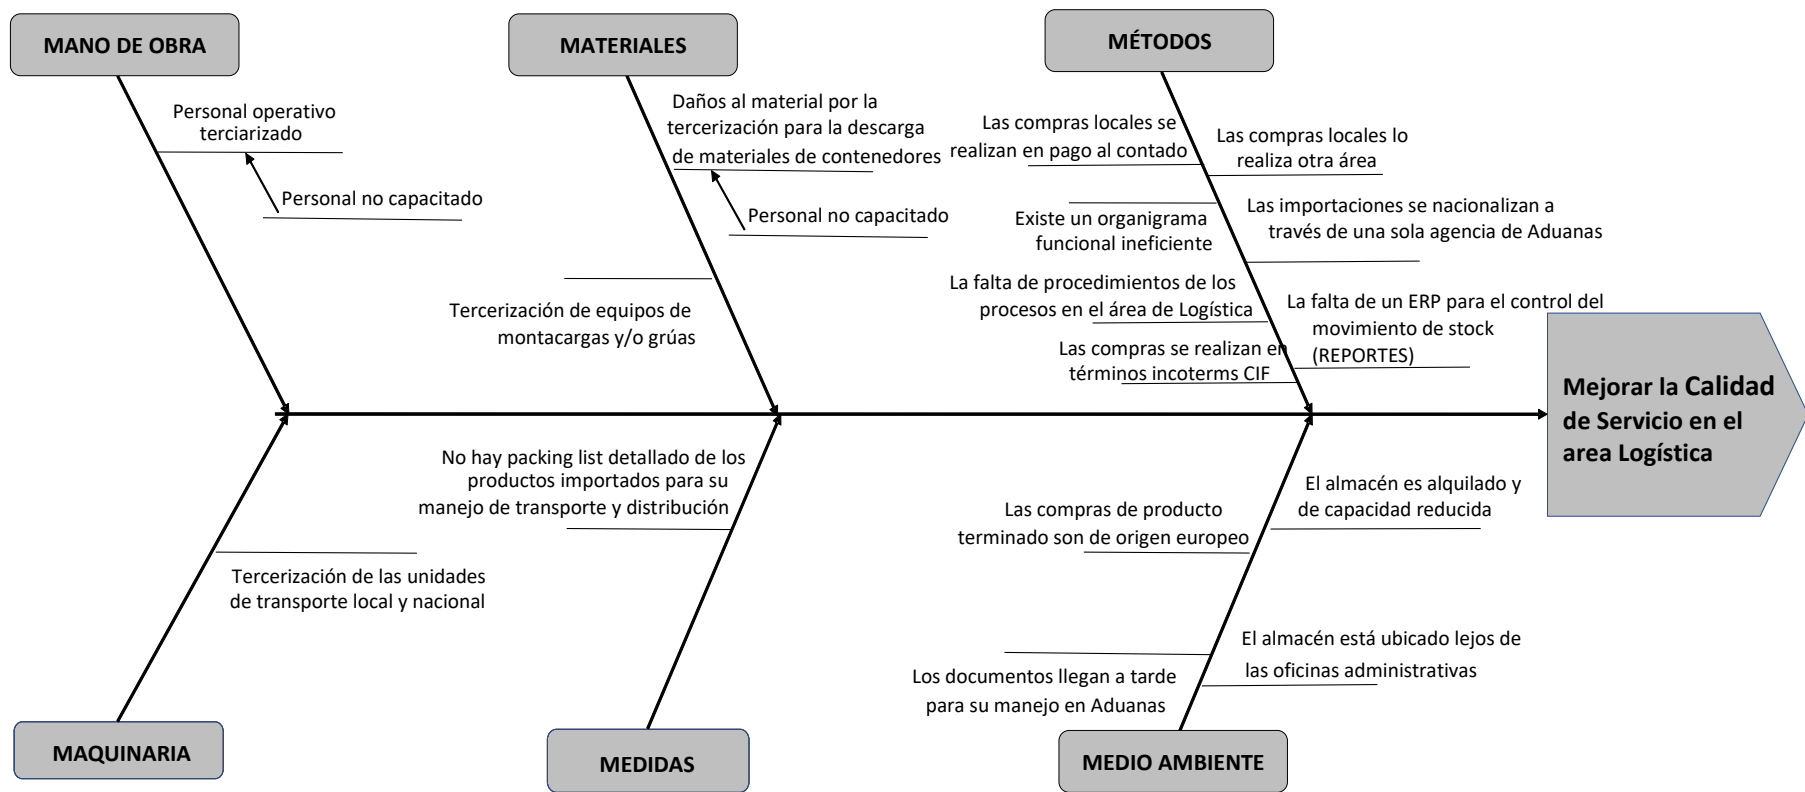 MANO DE OBRA
MATERIALES
MÉTODOS
Personal operativo
terciarizado
Personal no capacitado
Daños al material por la
tercerización para la descarga
de materiales de contenedores
Personal no capacitado
Tercerización de equipos de
montacargas y/o grúas
Las compras locales se
realizan en pago al contado
Existe un organigrama
funcional ineficiente
La falta de procedimientos de los
procesos en el área de Logística
Las compras se realizan en
términos incoterms CIF
Las compras locales lo
realiza otra área
Las importaciones se nacionalizan a
través de una sola agencia de Aduanas
La falta de un ERP para el control del
movimiento de stock
(REPORTES)
Mejorar la Calidad
de Servicio en el
area Logística
Tercerización de las unidades
de transporte local y nacional
No hay packing list detallado de los
productos importados para su
manejo de transporte y distribución
Las compras de producto
terminado son de origen europeo
Los documentos llegan a tarde
para su manejo en Aduanas
El almacén es alquilado y
de capacidad reducida
El almacén está ubicado lejos de
las oficinas administrativas
MAQUINARIA
MEDIDAS
MEDIO AMBIENTE